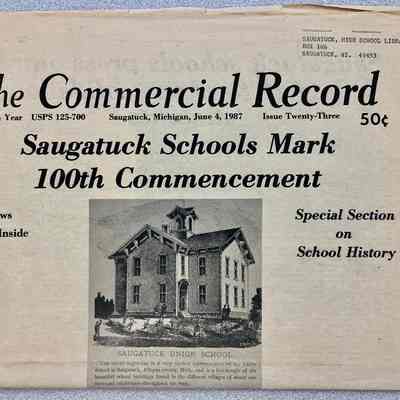 SAUGATUCK, HIGH SCHOOL LIBR
BOX 186
SAUGATUCK, MI. 49453
he Commercial Record
Year USPS 125-700 Saugatuck, Michigan, June 4, 1987 Issue Twenty-Three 50¢
Saugatuck Schools Mark
100th Commencement
ws
Inside
Special Section
on
School History
SAUGATUCK UNION SCHOOL.